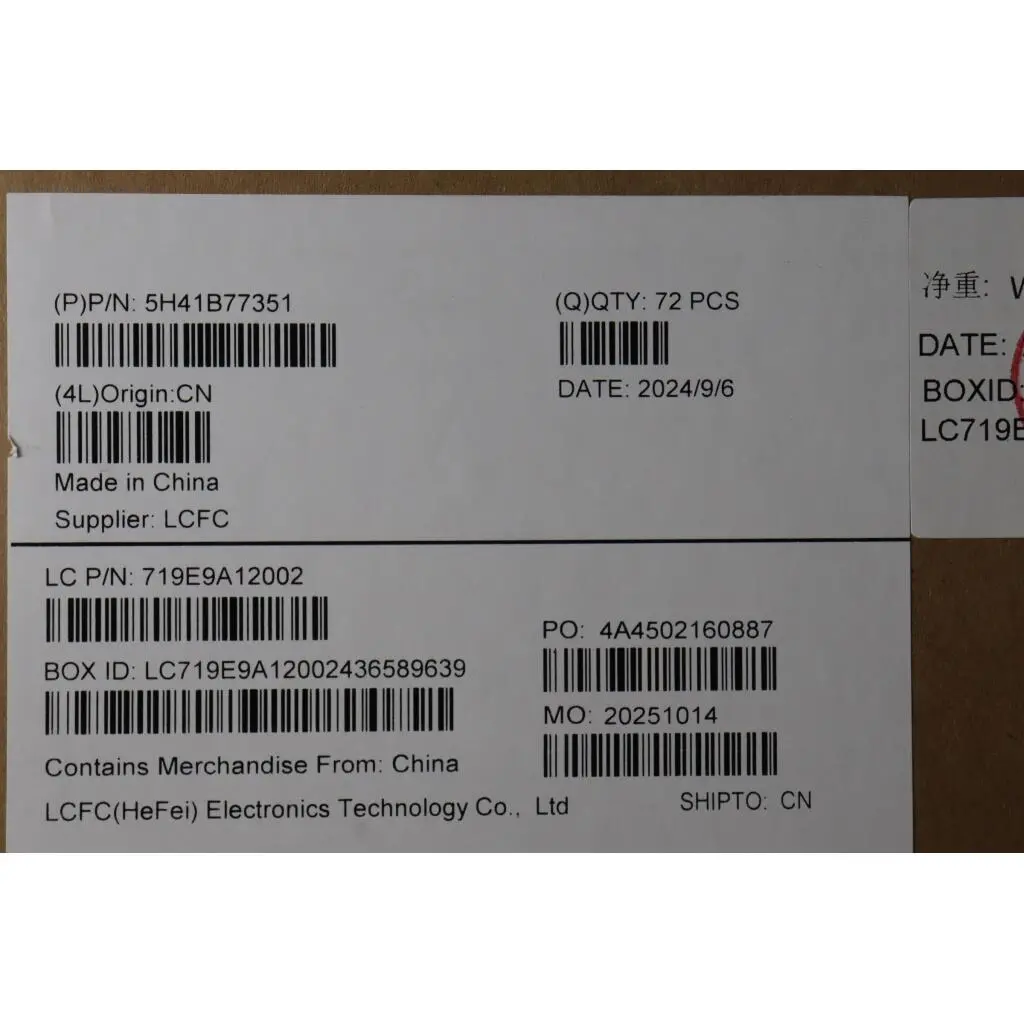 (P)P/N: 5H41B77351
(Q)QTY: 72 PCS
(4L)Origin:CN
DATE: 2024/9/6
Made in China
Supplier: LCFC
LC P/N: 719E9A12002
PO: 4A4502160887
BOX ID: LC719E9A12002436589639
MO: 20251014
Contains Merchandise From: China
LCFC(HeFei) Electronics Technology Co., Ltd
SHIPTO: CN
净重:
DATE:
BOXID:
LC719E